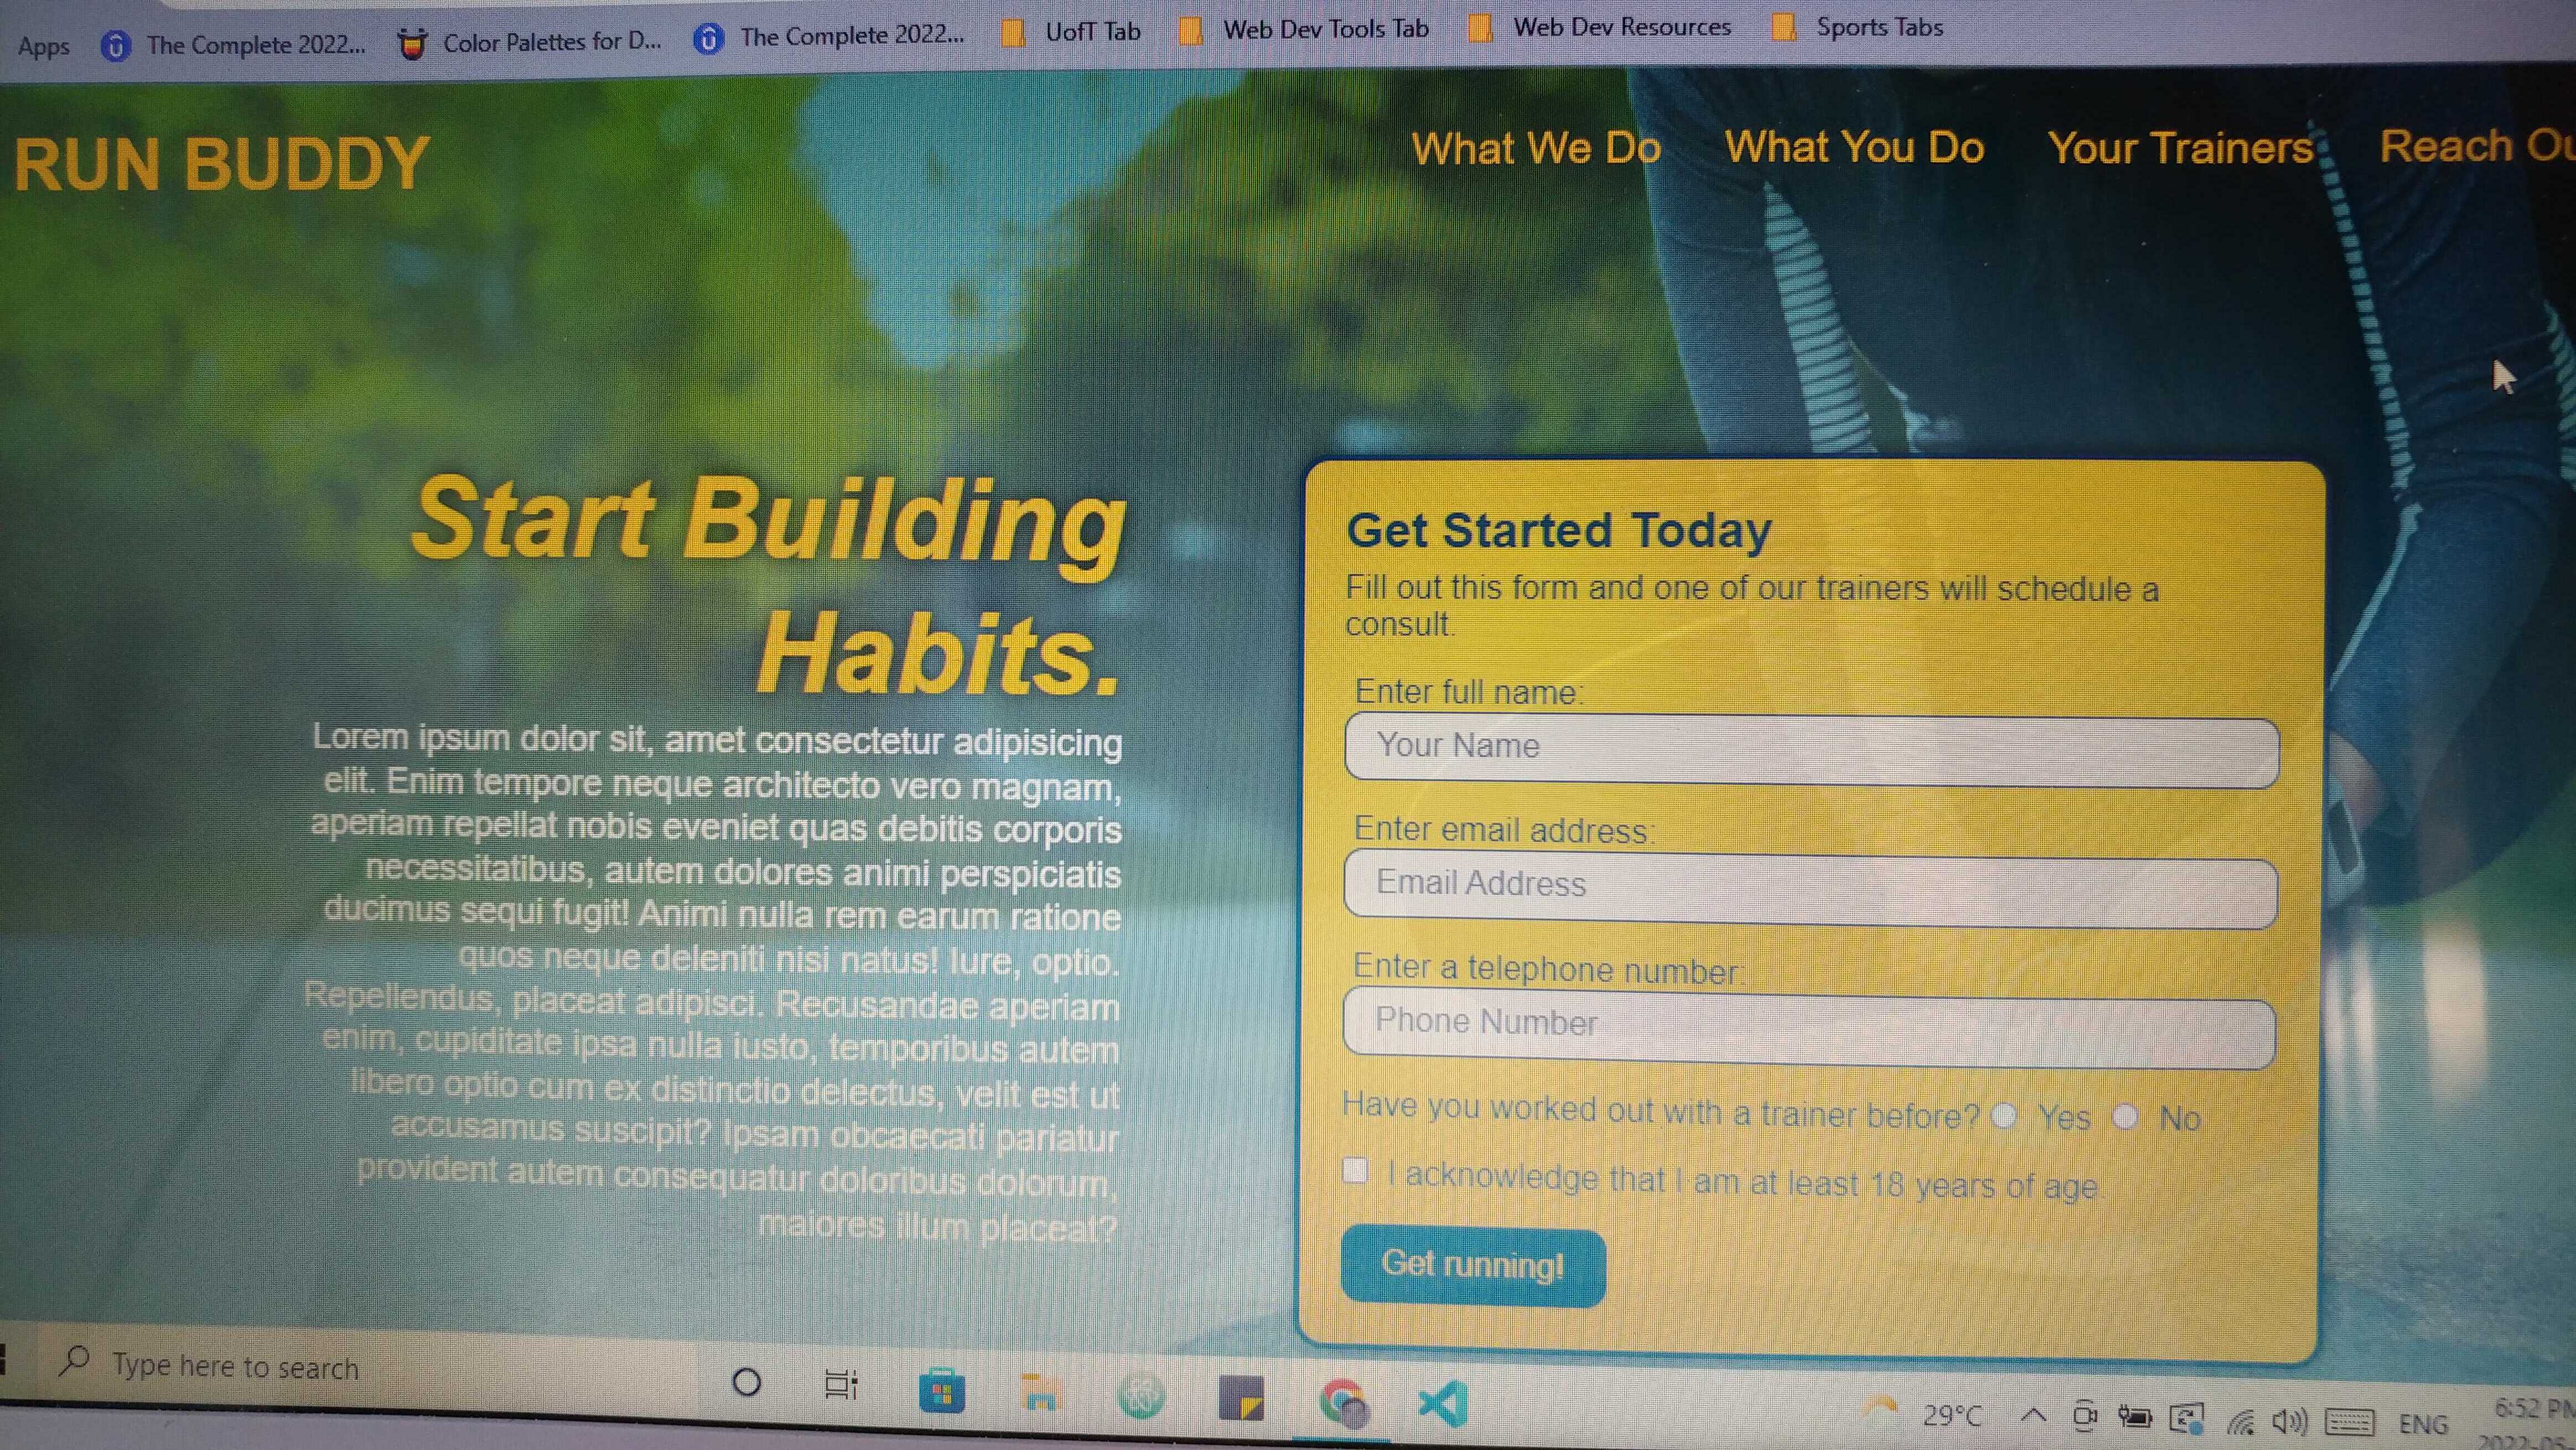 Apps The Complete 2022... Color Palettes for D... The Complete 2022... UofT Tab Web Dev Tools Tab Web Dev Resources Sports Tabs
RUN BUDDY
What We Do What You Do Your Trainers Reach Ou
Start Building
Habits.
Lorem ipsum dolor sit, amet consectetur adipisicing
elit. Enim tempore neque architecto vero magnam,
aperiam repellat nobis eveniet quas debitis corporis
necessitatibus, autem dolores animi perspiciatis
ducimus sequi fugit! Animi nulla rem earum ratione
quos neque deleniti nisi natus! Iure, optio.
Repellendus, placeat adipisci. Recusandae aperiam
enim, cupiditate ipsa nulla iusto, temporibus autem
libero optio cum ex distinctio delectus, velit est ut
accusamus suscipit? Ipsam obcaecati pariatur
provident autem consequatur doloribus dolorum,
maiores illum placeat?
Get Started Today
Fill out this form and one of our trainers will schedule a
consult.
Enter full name:
Your Name
Enter email address:
Email Address
Enter a telephone number:
Phone Number
Have you worked out with a trainer before? Yes No
I acknowledge that I am at least 18 years of age.
Get running!
Type here to search
29°C ENG
6:52 PM